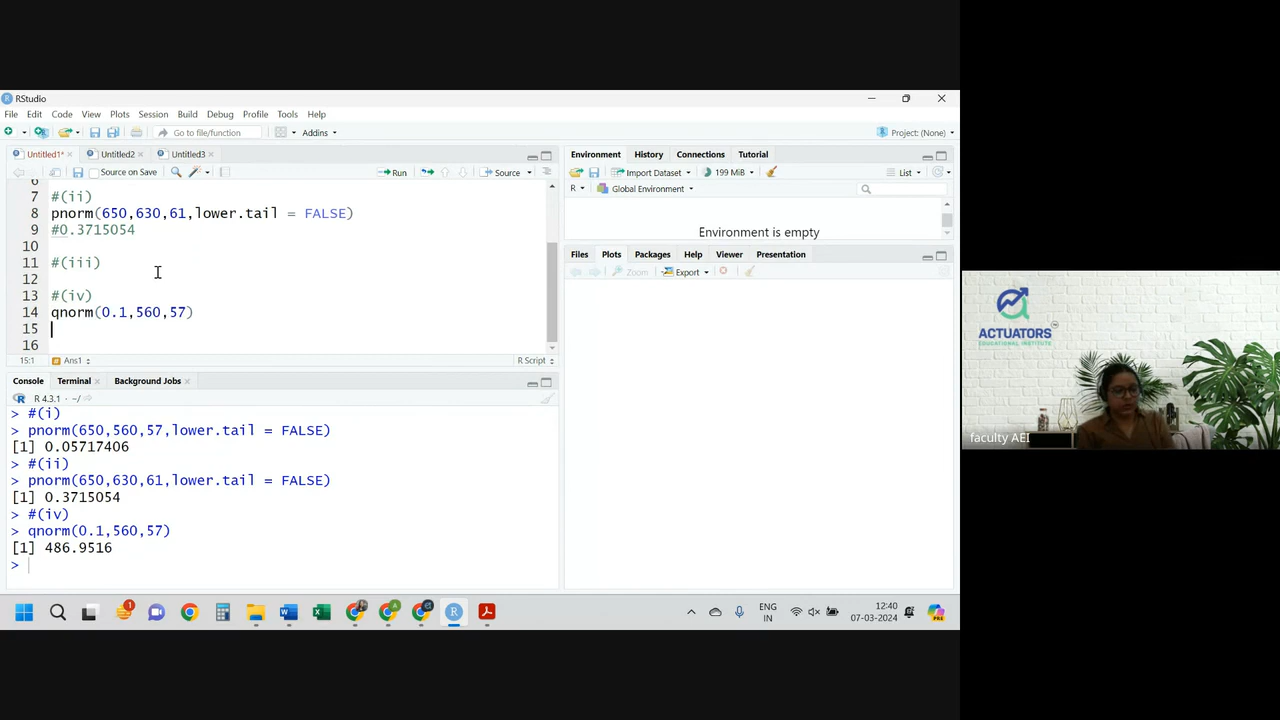 RStudio
File Edit Code View Plots Session Build Debug Profile Tools Help
Go to file/function Addins Project: (None)
Untitled1* Untitled2 Untitled3
Source on Save Run Source
6
7 #(ii)
8 pnorm(650,630,61,lower.tail = FALSE)
9 #0.3715054
10
11 #(iii)
12
13 #(iv)
14 qnorm(0.1,560,57)
15
16
15:1 Ans1 R Script
Console Terminal Background Jobs
R 4.3.1 · ~/
> #(i)
> pnorm(650,560,57,lower.tail = FALSE)
[1] 0.05717406
> #(ii)
> pnorm(650,630,61,lower.tail = FALSE)
[1] 0.3715054
> #(iv)
> qnorm(0.1,560,57)
[1] 486.9516
>
Environment History Connections Tutorial
Import Dataset 199 MiB List
R Global Environment
Environment is empty
Files Plots Packages Help Viewer Presentation
Zoom Export
ACTUATORS
EDUCATIONAL INSTITUTE
faculty AEI
ENG
IN
12:40
07-03-2024